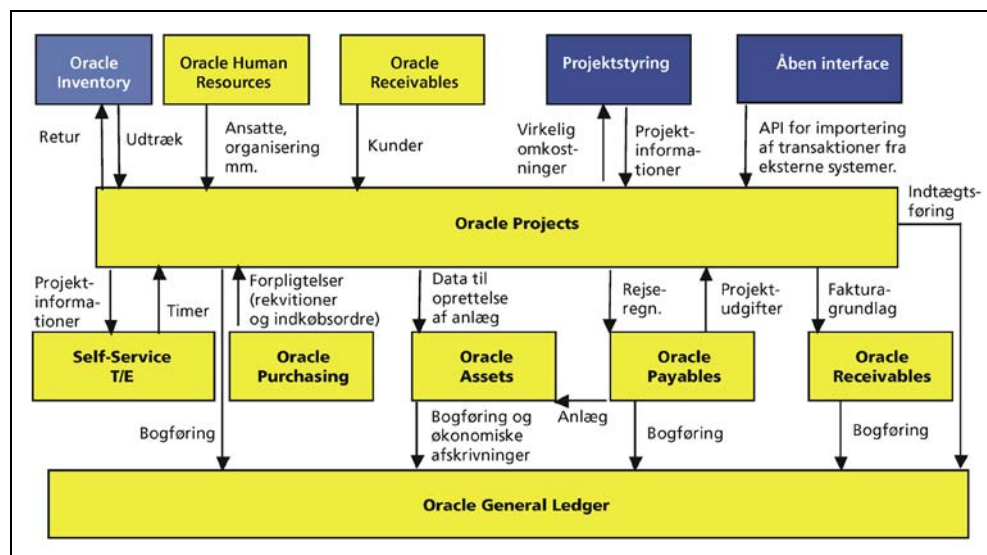 Oracle
Inventory
Oracle Human
Resources
Oracle
Receivables
Projektstyring
Åben interface
Retur
Udtræk
Ansatte,
organisering
mm.
Kunder
Virkelig
omkost-
ninger
Projekt-
informa-
tioner
API for importering
af transaktioner fra
eksterne systemer.
Indtægts-
føring
Oracle Projects
Projekt-
informa-
tioner
Timer
Forpligtelser
(rekvitioner
og indkøbsordre)
Data til
oprettelse
af anlæg
Rejse-
regn.
Projekt-
udgifter
Faktura-
grundlag
Self-Service
T/E
Oracle
Purchasing
Oracle
Assets
Oracle
Payables
Oracle
Receivables
Bogføring
Bogføring og
økonomiske
afskrivninger
Anlæg
Bogføring
Bogføring
Oracle General Ledger